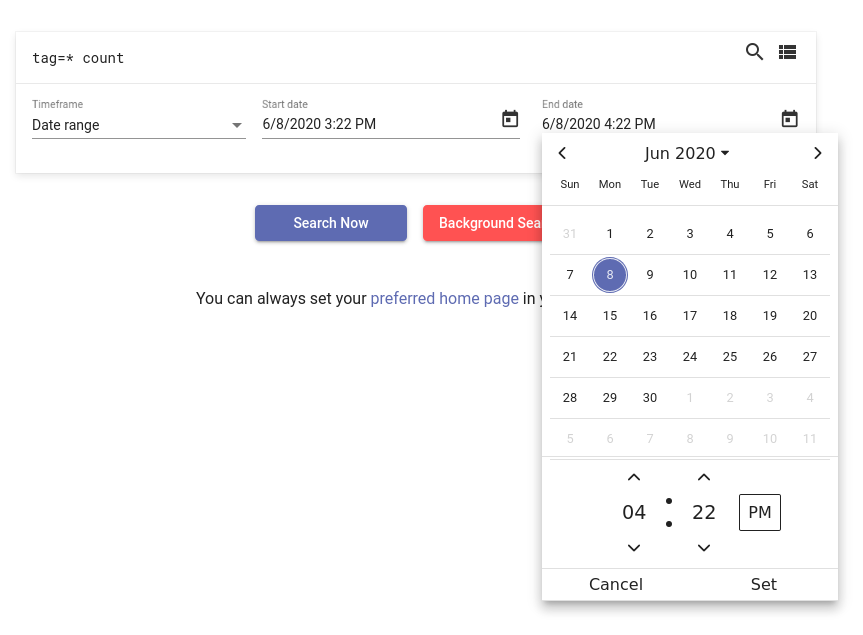 tag=* count
Timeframe Start date End date
Date range 6/8/2020 3:22 PM 6/8/2020 4:22 PM
Jun 2020
Sun Mon Tue Wed Thu Fri Sat
31 1 2 3 4 5 6
7 8 9 10 11 12 13
14 15 16 17 18 19 20
21 22 23 24 25 26 27
28 29 30 1 2 3 4
5 6 7 8 9 10 11
04 : 22 PM
Cancel Set
Search Now Background
You can always set your preferred home page in